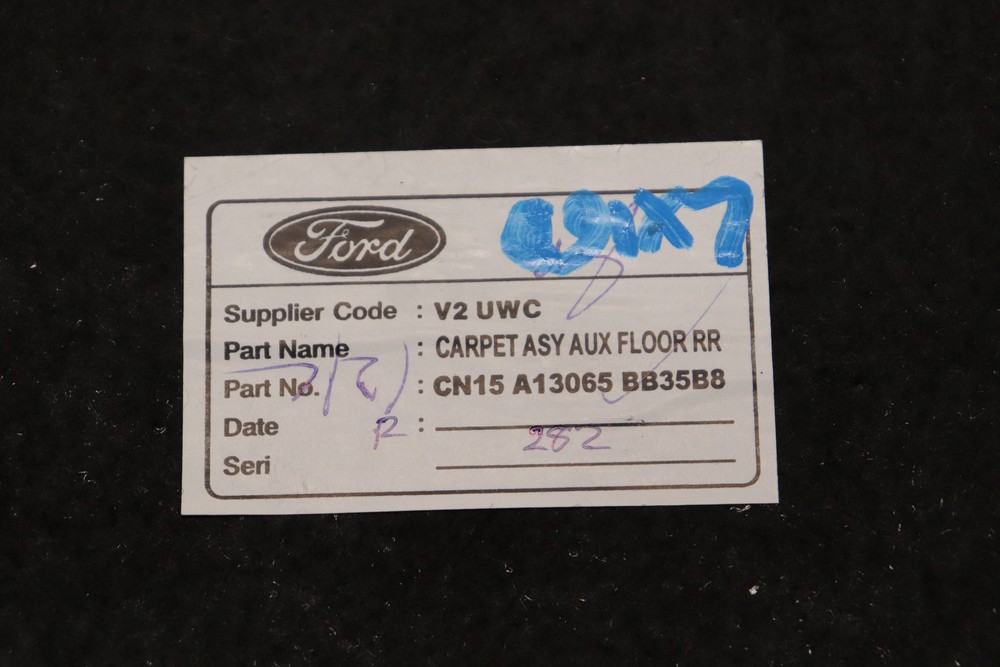 Ford
Supplier Code : V2 UWC
Part Name : CARPET ASY AUX FLOOR RR
Part No. : CN15 A13065 BB35B8
Date :
282
Seri